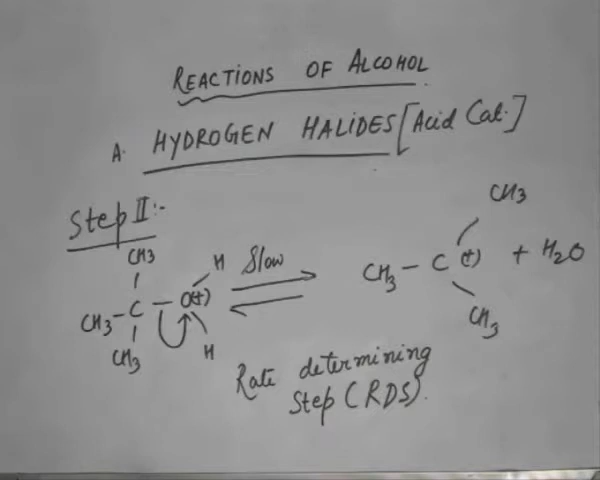 REACTIONS OF ALCOHOL
A. HYDROGEN HALIDES [Acid Cat.]
Step II:-
CH3
CH3
CH3 - C - O(+) H Slow CH3 - C (+) + H2O
CH3 H CH3
Rate determining
Step (RDS).